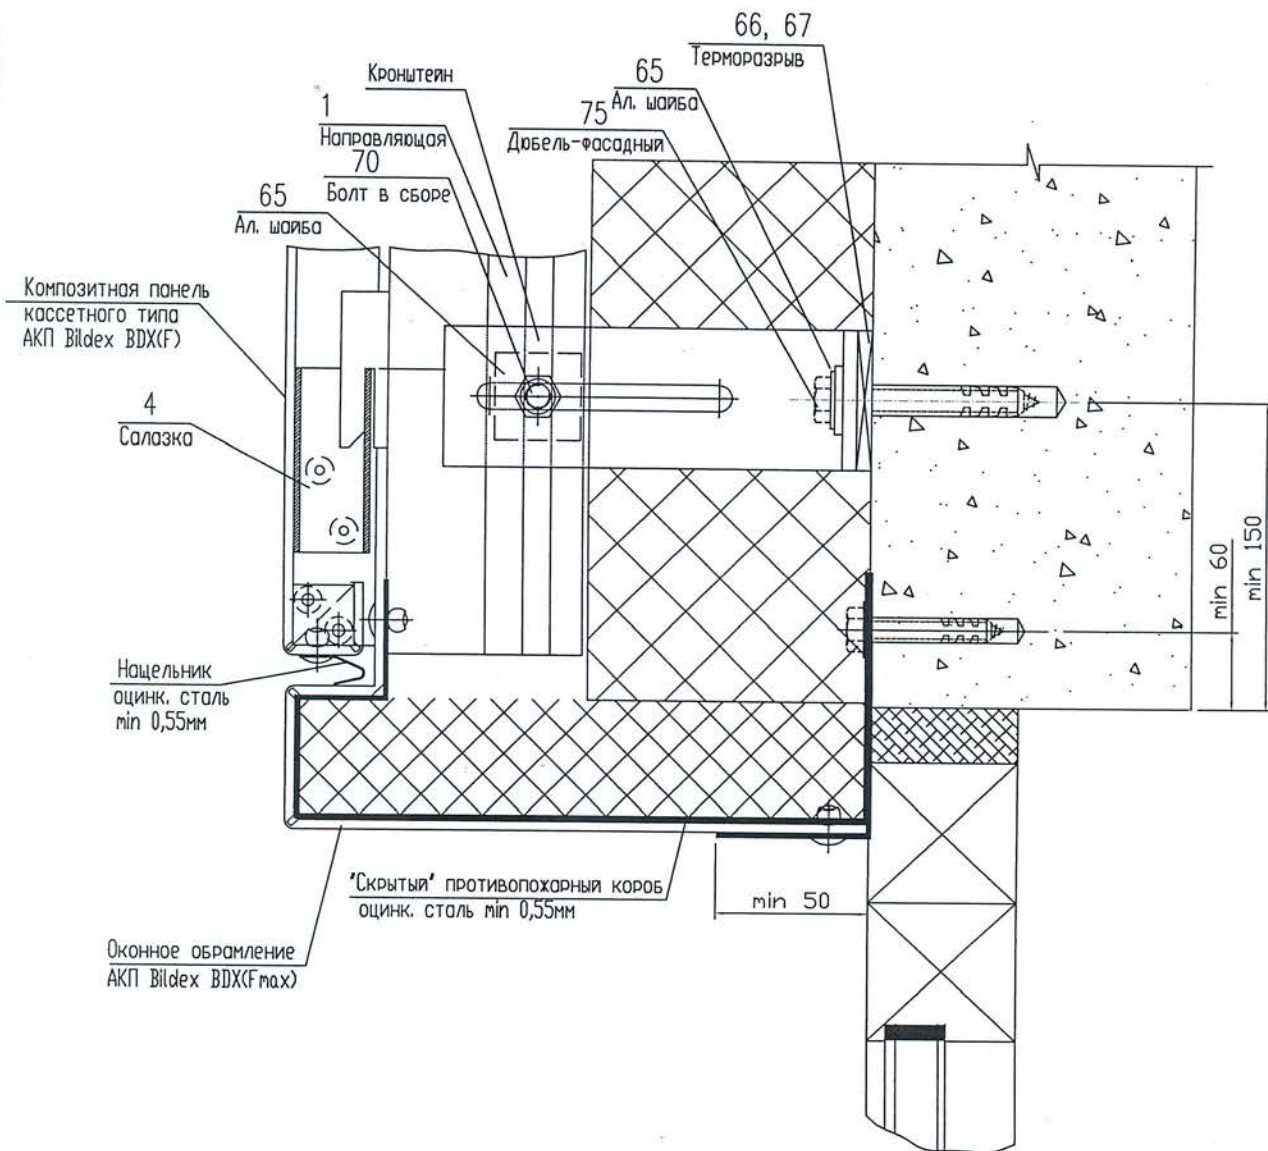 66, 67
Терморазрыв
65
Ал. шайба
Кронштейн
75
Дюбель-фасадный
1
Направляющая
70
Болт в сборе
65
Ал. шайба
Композитная панель
кассетного типа
АКП Bildex BDX(F)
4
Салазка
min 60
min 150
Нащельник
оцинк. сталь
min 0,55мм
"Скрытый" противопожарный короб
оцинк. сталь min 0,55мм
min 50
Оконное обрамление
АКП Bildex BDX(Fmax)